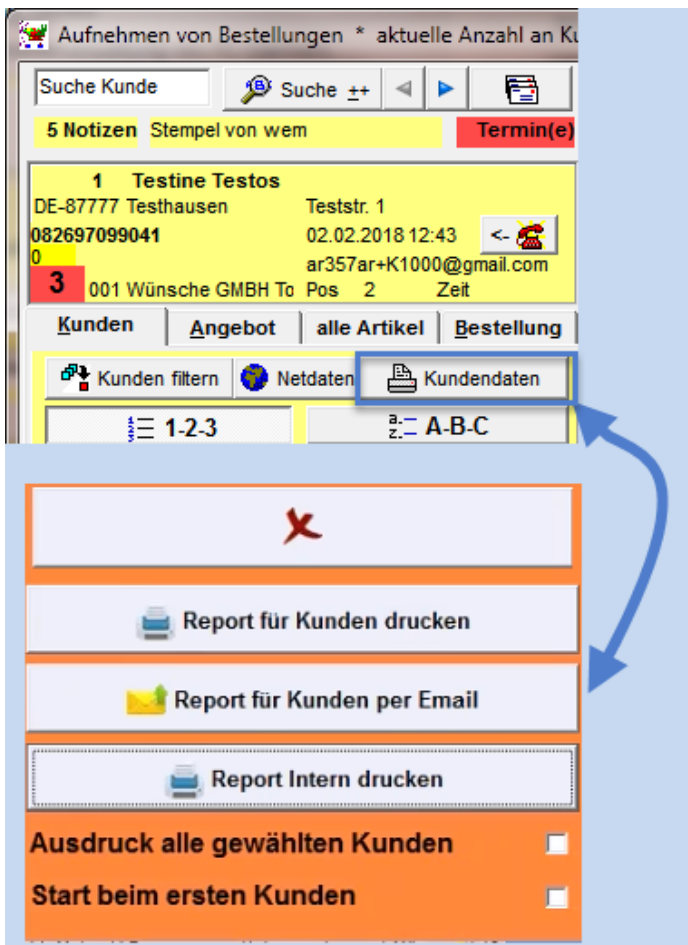 Aufnehmen von Bestellungen * aktuelle Anzahl an Ku
Suche Kunde Suche ++
5 Notizen Stempel von wem Termin(e)
1 Testine Testos
DE-87777 Testhausen Teststr. 1
082697099041 02.02.2018 12:43 <-
0 ar357ar+K1000@gmail.com
3 001 Wünsche GMBH To Pos 2 Zeit
Kunden Angebot alle Artikel Bestellung
Kunden filtern Netdaten Kundendaten
1-2-3 A-B-C
Report für Kunden drucken
Report für Kunden per Email
Report Intern drucken
Ausdruck alle gewählten Kunden
Start beim ersten Kunden